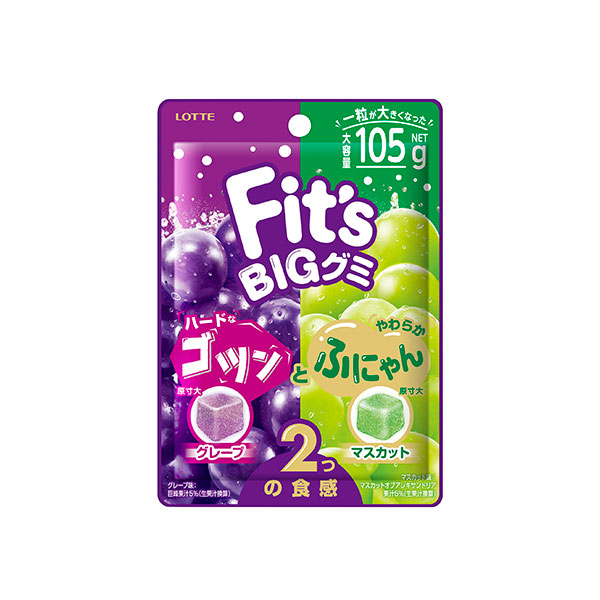 LOTTE
一粒が大きくなった
大容量
105g
NET
Fit's
BIGグミ
ハードな
ゴツン
と
やわらか
ふにゃん
原寸大
グレープ
原寸大
マスカット
2つ
の食感
グレープ味:
巨峰果汁5%(生果汁換算)
マスカット味:
マスカットオブアレキサンドリア
果汁5%(生果汁換算)